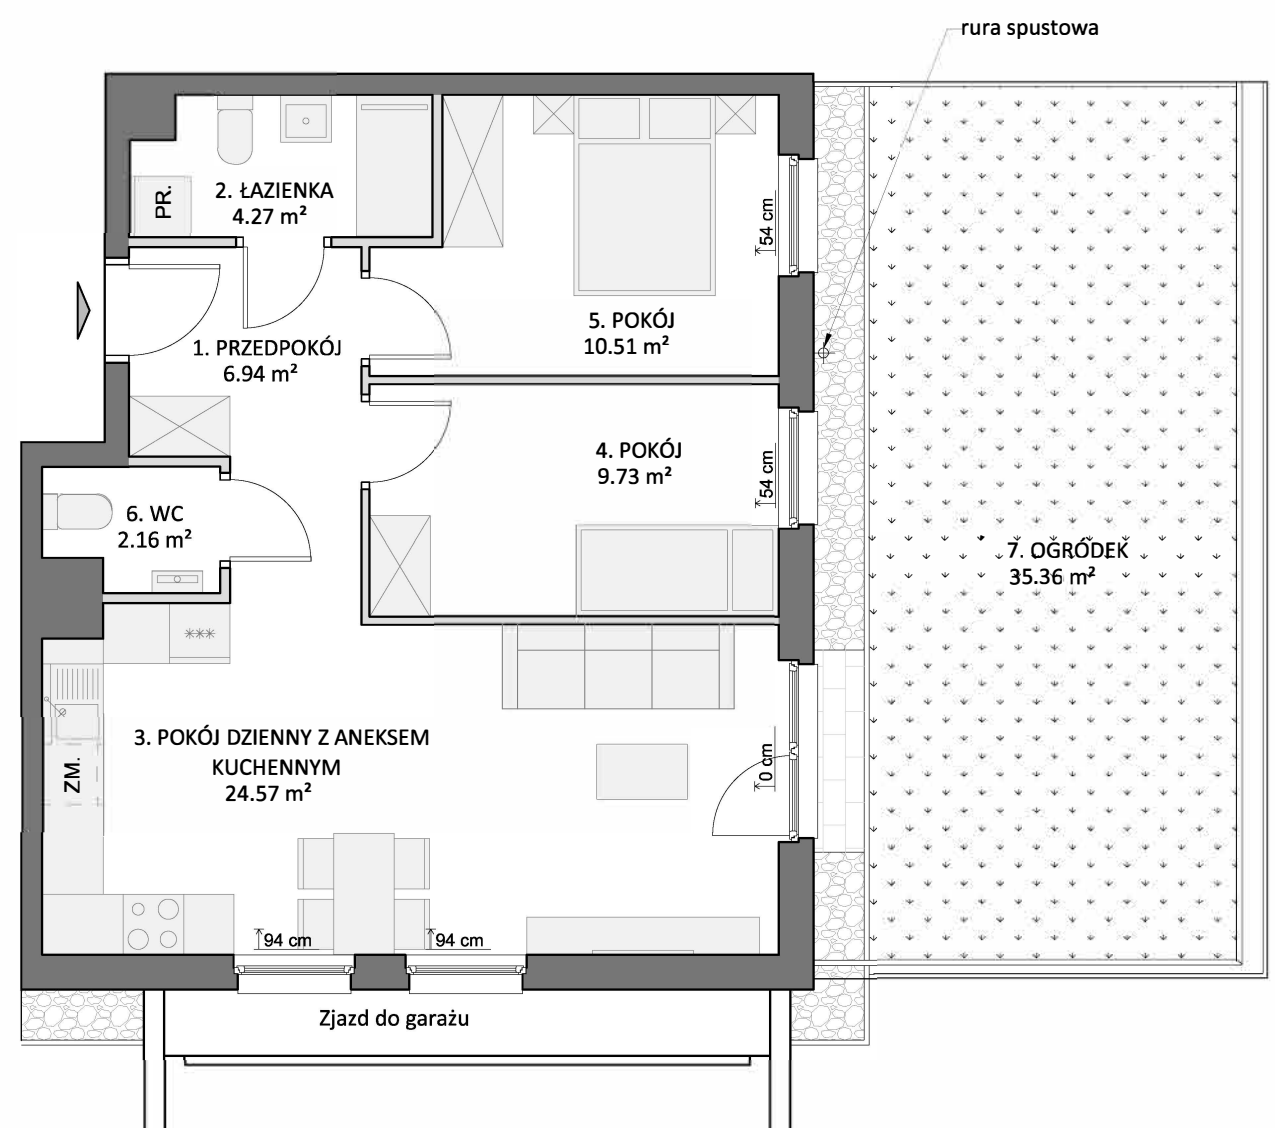 rura spustowa
PR.
2. ŁAZIENKA
4.27 m²
54 cm
5. POKÓJ
10.51 m²
1. PRZEDPOKÓJ
6.94 m²
4. POKÓJ
9.73 m²
54 cm
6. WC
2.16 m²
7. OGRÓDEK
35.36 m²
***
3. POKÓJ DZIENNY Z ANEKSEM
KUCHENNYM
24.57 m²
ZM.
0 cm
94 cm
94 cm
Zjazd do garażu